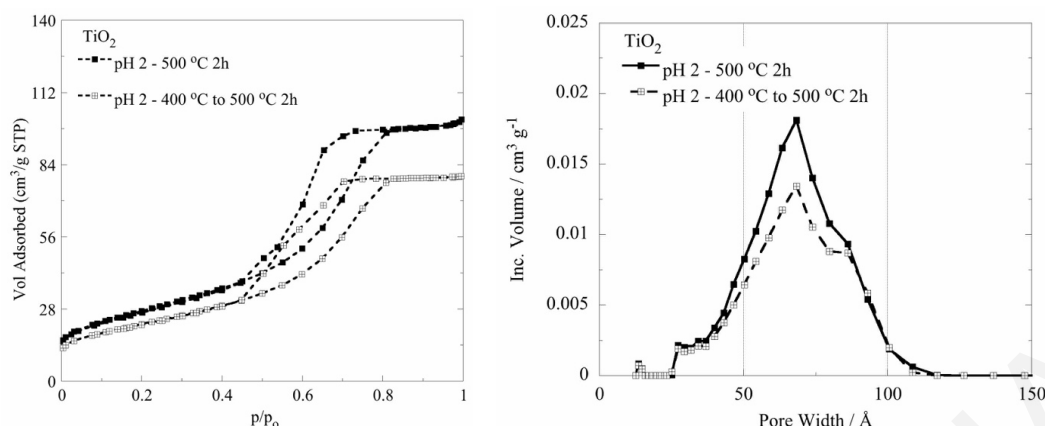 140
112
84
56
28
0
Vol Adsorbed (cm³/g STP)
TiO₂
pH 2 - 500 °C 2h
pH 2 - 400 °C to 500 °C 2h
0 0.2 0.4 0.6 0.8 1
p/pₒ
0.025
0.02
0.015
0.01
0.005
0
Inc. Volume / cm³ g⁻¹
TiO₂
pH 2 - 500 °C 2h
pH 2 - 400 °C to 500 °C 2h
0 50 100 150
Pore Width / Å